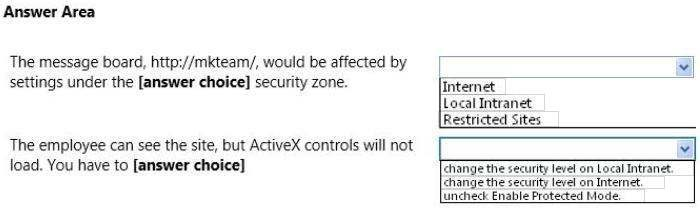 Answer Area
The message board, http://mkteam/, would be affected by
settings under the [answer choice] security zone.
Internet
Local Intranet
Restricted Sites
The employee can see the site, but ActiveX controls will not
load. You have to [answer choice]
change the security level on Local Intranet.
change the security level on Internet.
uncheck Enable Protected Mode.